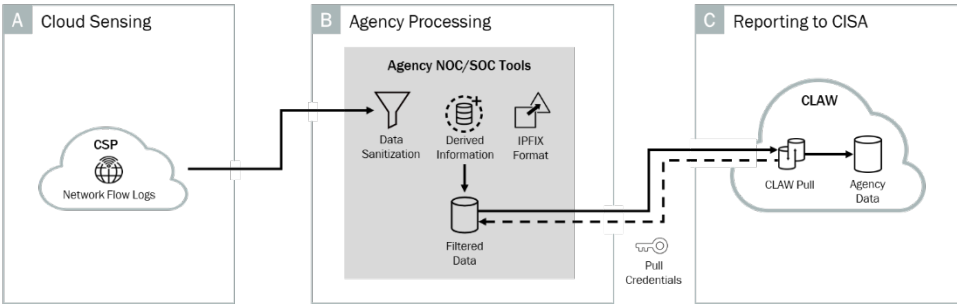 A Cloud Sensing
CSP
Network Flow Logs
B Agency Processing
Agency NOC/SOC Tools
Data
Sanitization
Derived
Information
IPFIX
Format
Filtered
Data
Pull
Credentials
C Reporting to CISA
CLAW
CLAW Pull
Agency
Data